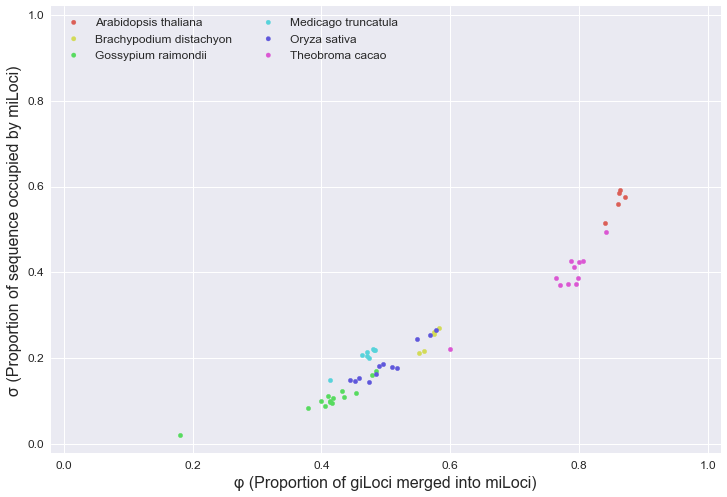 Arabidopsis thaliana
Brachypodium distachyon
Gossypium raimondii
Medicago truncatula
Oryza sativa
Theobroma cacao
σ (Proportion of sequence occupied by miLoci)
1.0
0.8
0.6
0.4
0.2
0.0
0.0 0.2 0.4 0.6 0.8 1.0
φ (Proportion of giLoci merged into miLoci)